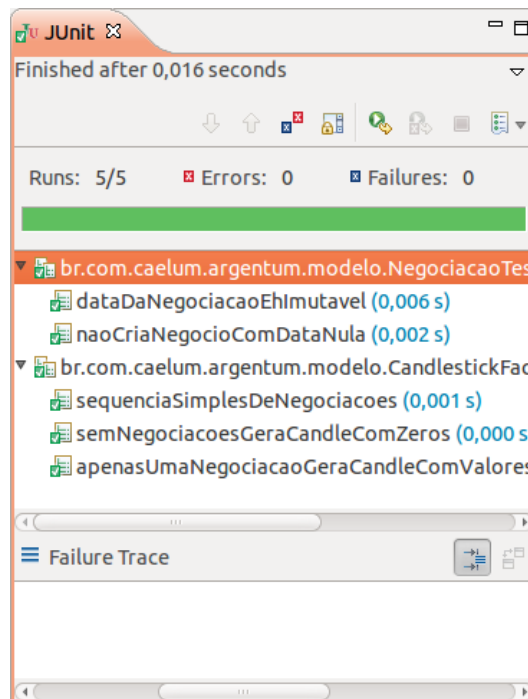 JUnit
Finished after 0,016 seconds
Runs: 5/5 Errors: 0 Failures: 0
br.com.caelum.argentum.modelo.NegociacaoTes
dataDaNegociacaoEhImutavel (0,006 s)
naoCriaNegocioComDataNula (0,002 s)
br.com.caelum.argentum.modelo.CandlestickFac
sequenciaSimplesDeNegociacoes (0,001 s)
semNegociacoesGeraCandleComZeros (0,000 s
apenasUmaNegociacaoGeraCandleComValores
Failure Trace